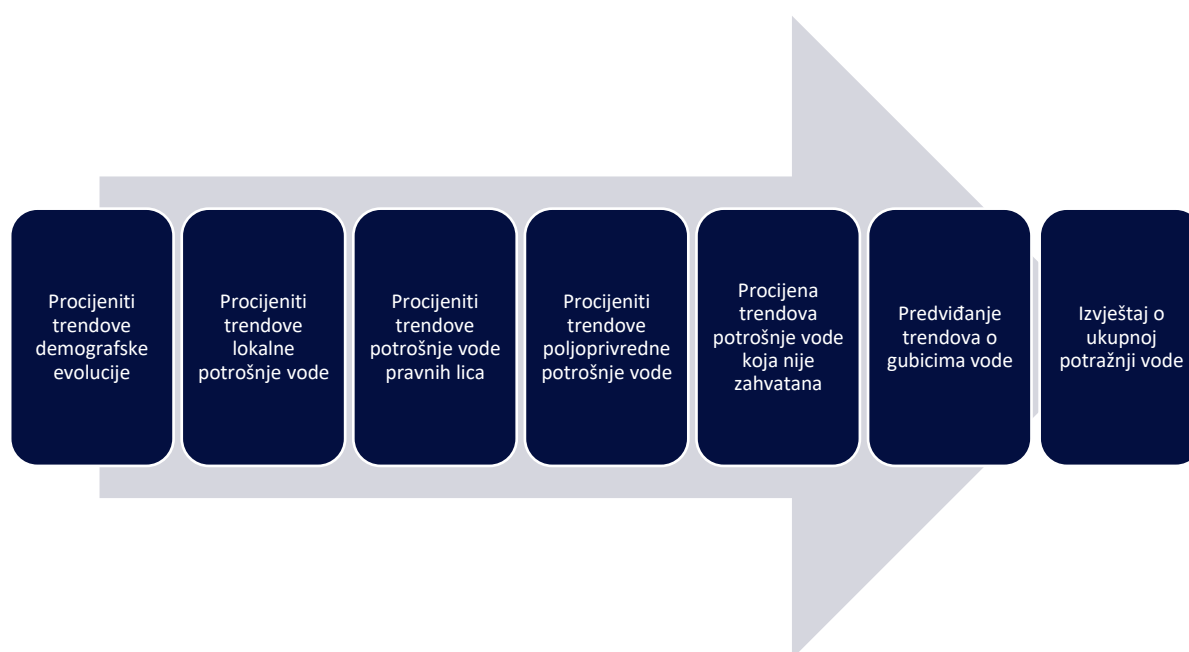 Procijeniti
trendove
demografske
evolucije
Procijeniti
trendove
lokalne
potrošnje vode
Procijeniti
trendove
potrošnje vode
pravnih lica
Procijeniti
trendove
poljoprivredne
potrošnje vode
Procijena
trendova
potrošnje vode
koja nije
zahvatana
Predviđanje
trendova o
gubicima vode
Izvještaj o
ukupnoj
potražnji vode